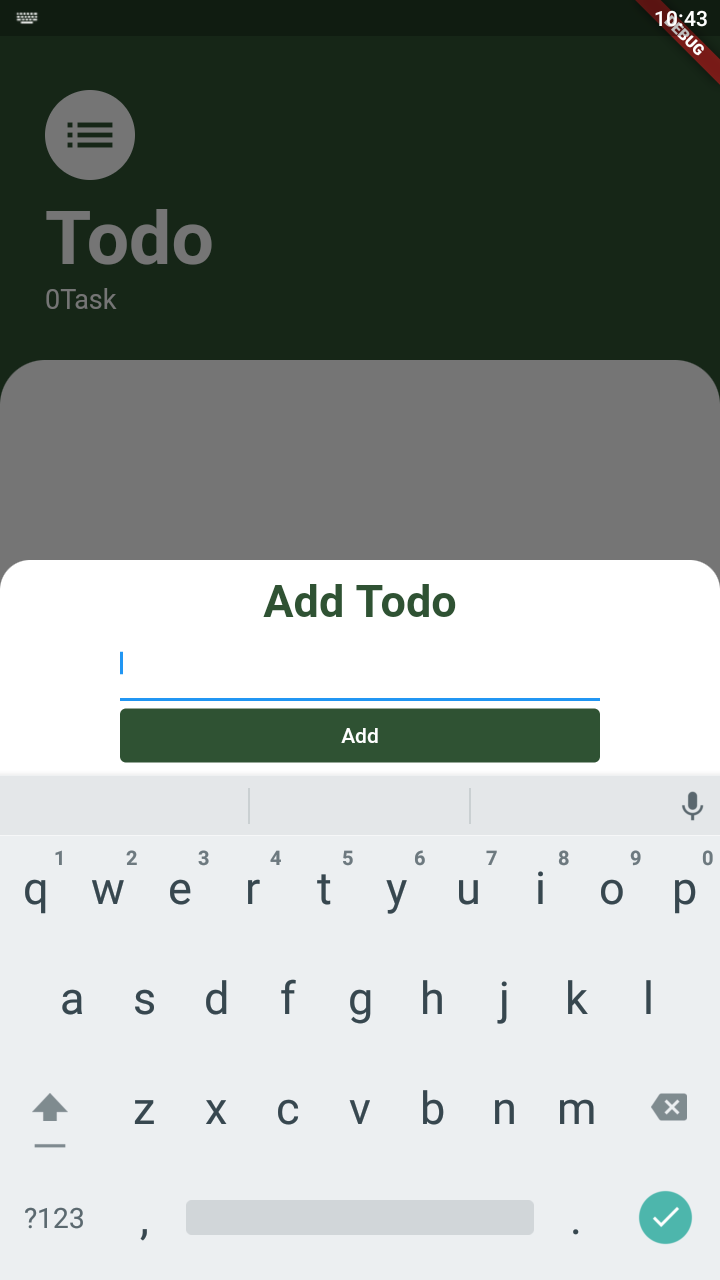 10:43
DEBUG
Todo
0Task
Add Todo
Add
1 2 3 4 5 6 7 8 9 0
q w e r t y u i o p
a s d f g h j k l
z x c v b n m
?123 , .